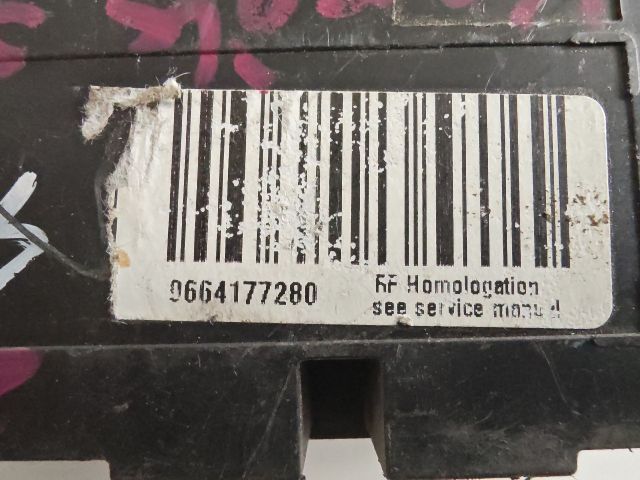 9664177280
RF Homologation
see service manual